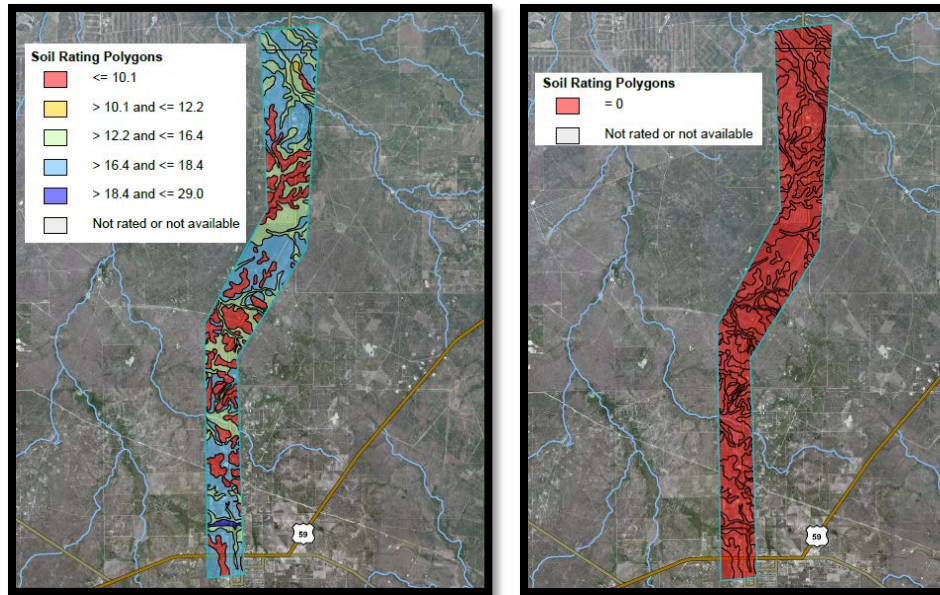 Soil Rating Polygons
<= 10.1
> 10.1 and <= 12.2
> 12.2 and <= 16.4
> 16.4 and <= 18.4
> 18.4 and <= 29.0
Not rated or not available
59
Soil Rating Polygons
= 0
Not rated or not available
59